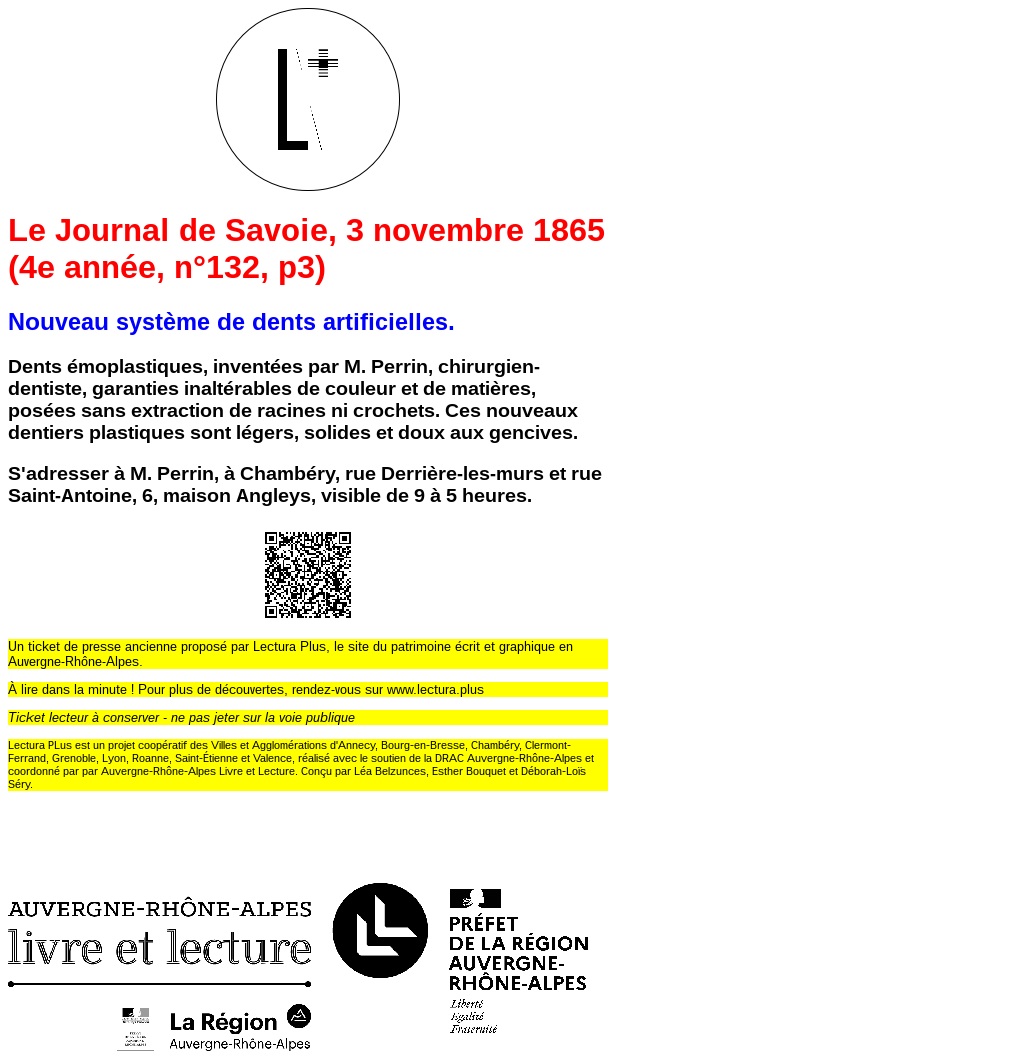 L+
Le Journal de Savoie, 3 novembre 1865
(4e année, n°132, p3)
Nouveau système de dents artificielles.
Dents émoplastiques, inventées par M. Perrin, chirurgien-
dentiste, garanties inaltérables de couleur et de matières,
posées sans extraction de racines ni crochets. Ces nouveaux
dentiers plastiques sont légers, solides et doux aux gencives.
S'adresser à M. Perrin, à Chambéry, rue Derrière-les-murs et rue
Saint-Antoine, 6, maison Angleys, visible de 9 à 5 heures.
Un ticket de presse ancienne proposé par Lectura Plus, le site du patrimoine écrit et graphique en
Auvergne-Rhône-Alpes.
À lire dans la minute ! Pour plus de découvertes, rendez-vous sur www.lectura.plus
Ticket lecteur à conserver - ne pas jeter sur la voie publique
Lectura PLus est un projet coopératif des Villes et Agglomérations d'Annecy, Bourg-en-Bresse, Chambéry, Clermont-
Ferrand, Grenoble, Lyon, Roanne, Saint-Étienne et Valence, réalisé avec le soutien de la DRAC Auvergne-Rhône-Alpes et
coordonné par par Auvergne-Rhône-Alpes Livre et Lecture. Conçu par Léa Belzunces, Esther Bouquet et Déborah-Loïs
Séry.
AUVERGNE-RHÔNE-ALPES
livre et lecture
La Région
Auvergne-Rhône-Alpes
PRÉFET
DE LA RÉGION
AUVERGNE-
RHÔNE-ALPES
Liberté
Égalité
Fraternité